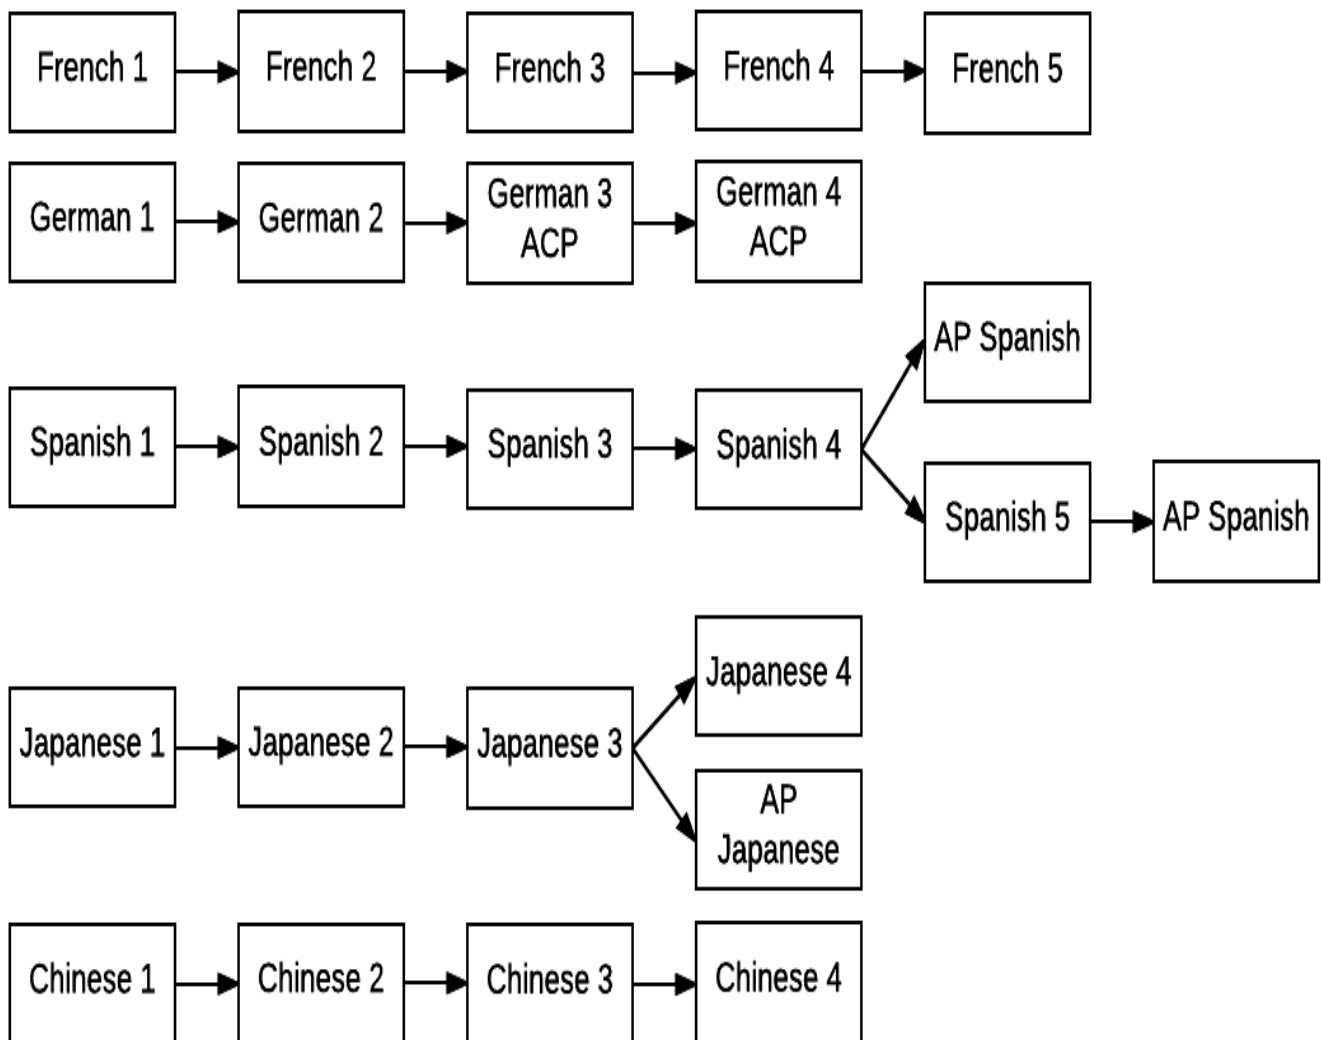 French 1
French 2
French 3
French 4
French 5
German 1
German 2
German 3
ACP
German 4
ACP
Spanish 1
Spanish 2
Spanish 3
Spanish 4
AP Spanish
Spanish 5
AP Spanish
Japanese 1
Japanese 2
Japanese 3
Japanese 4
AP
Japanese
Chinese 1
Chinese 2
Chinese 3
Chinese 4